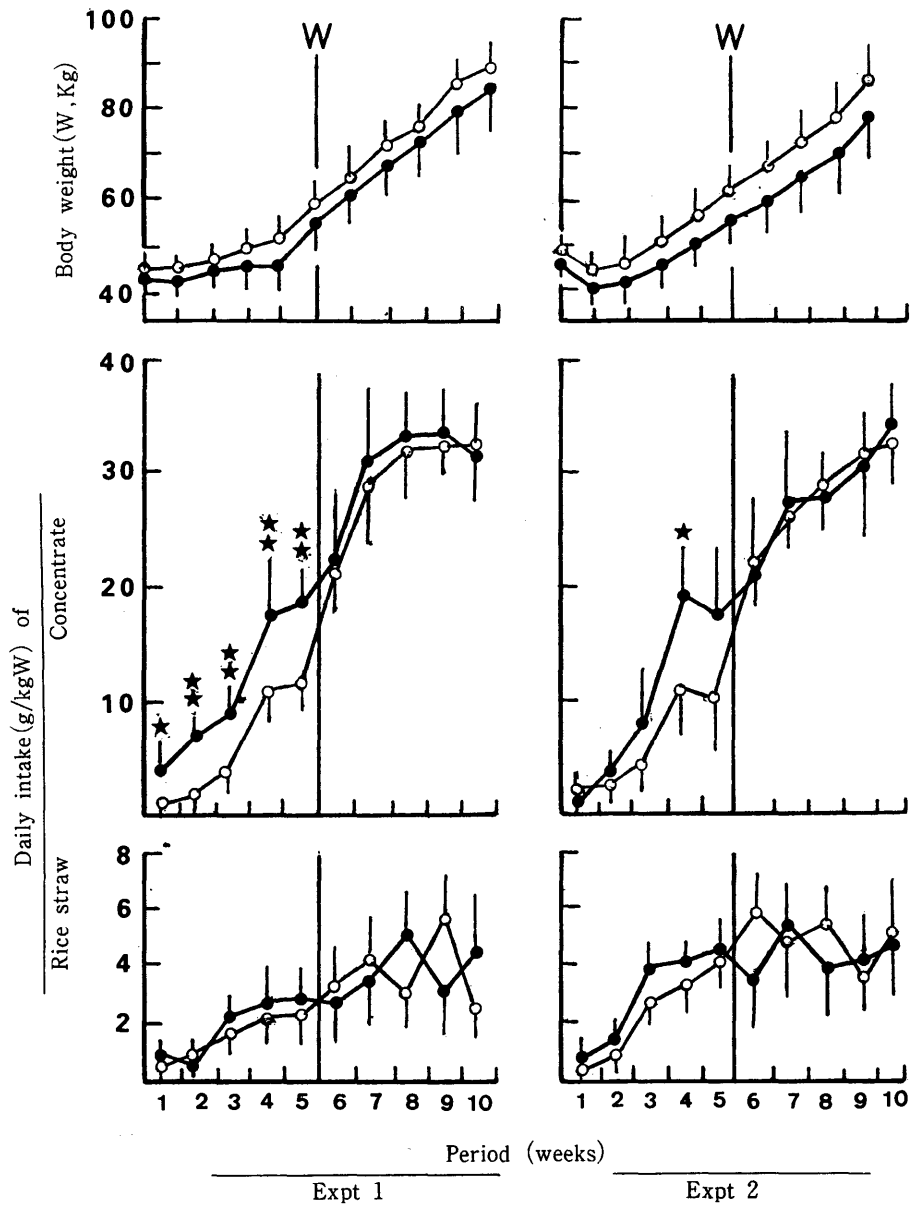 100
80
60
40
Body weight (W, Kg)
W
W
40
30
20
10
★
★★
★★
★★
★★
★
Daily intake (g/kgW) of
Concentrate
Rice straw
8
6
4
2
1 2 3 4 5 6 7 8 9 10
1 2 3 4 5 6 7 8 9 10
Period (weeks)
Expt 1
Expt 2